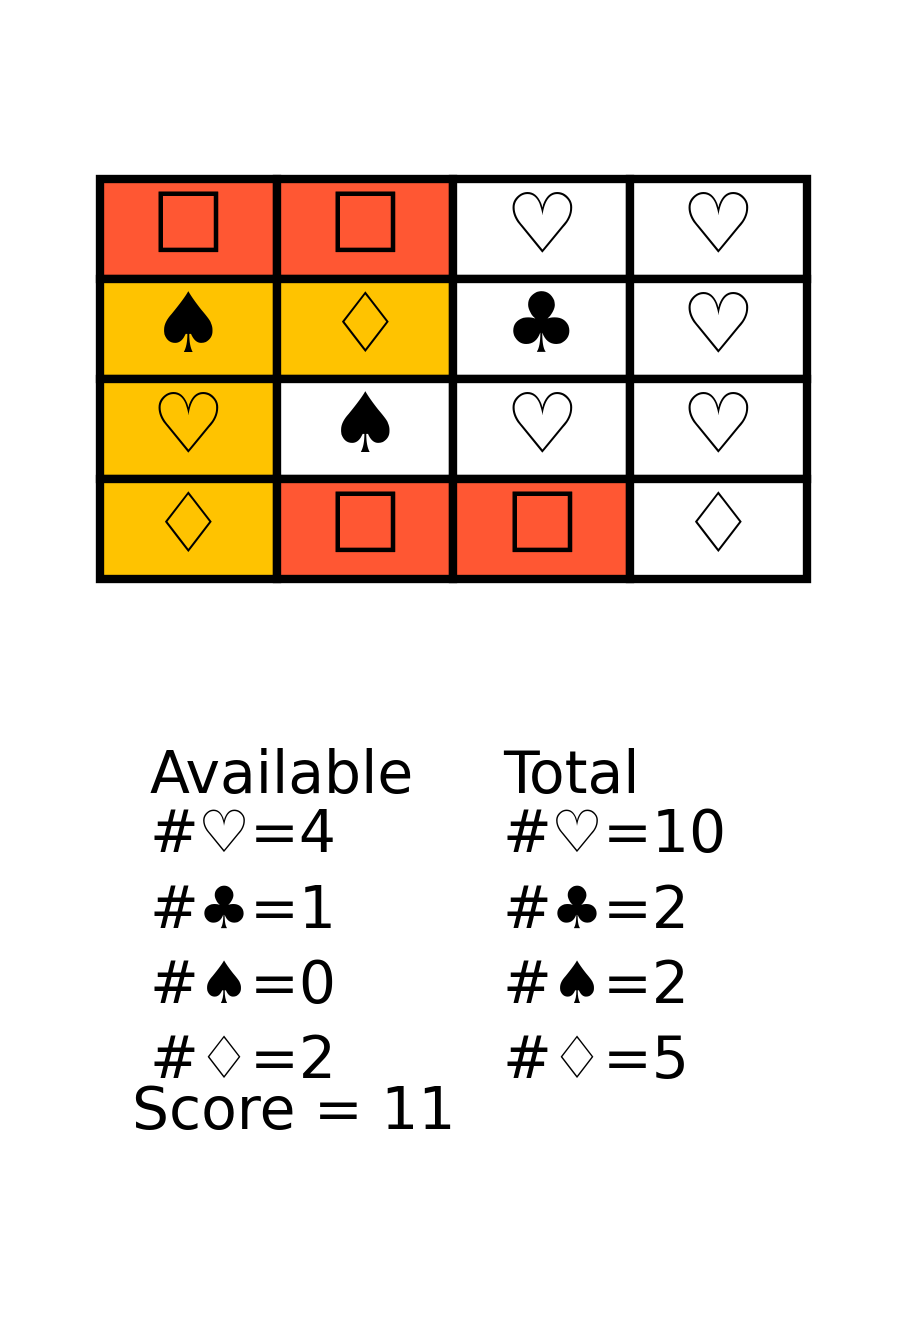 □ □ ♡ ♡
♠ ♢ ♣ ♡
♡ ♠ ♡ ♡
♢ □ □ ♢
Available Total
#♡=4 #♡=10
#♣=1 #♣=2
#♠=0 #♠=2
#♢=2 #♢=5
Score = 11